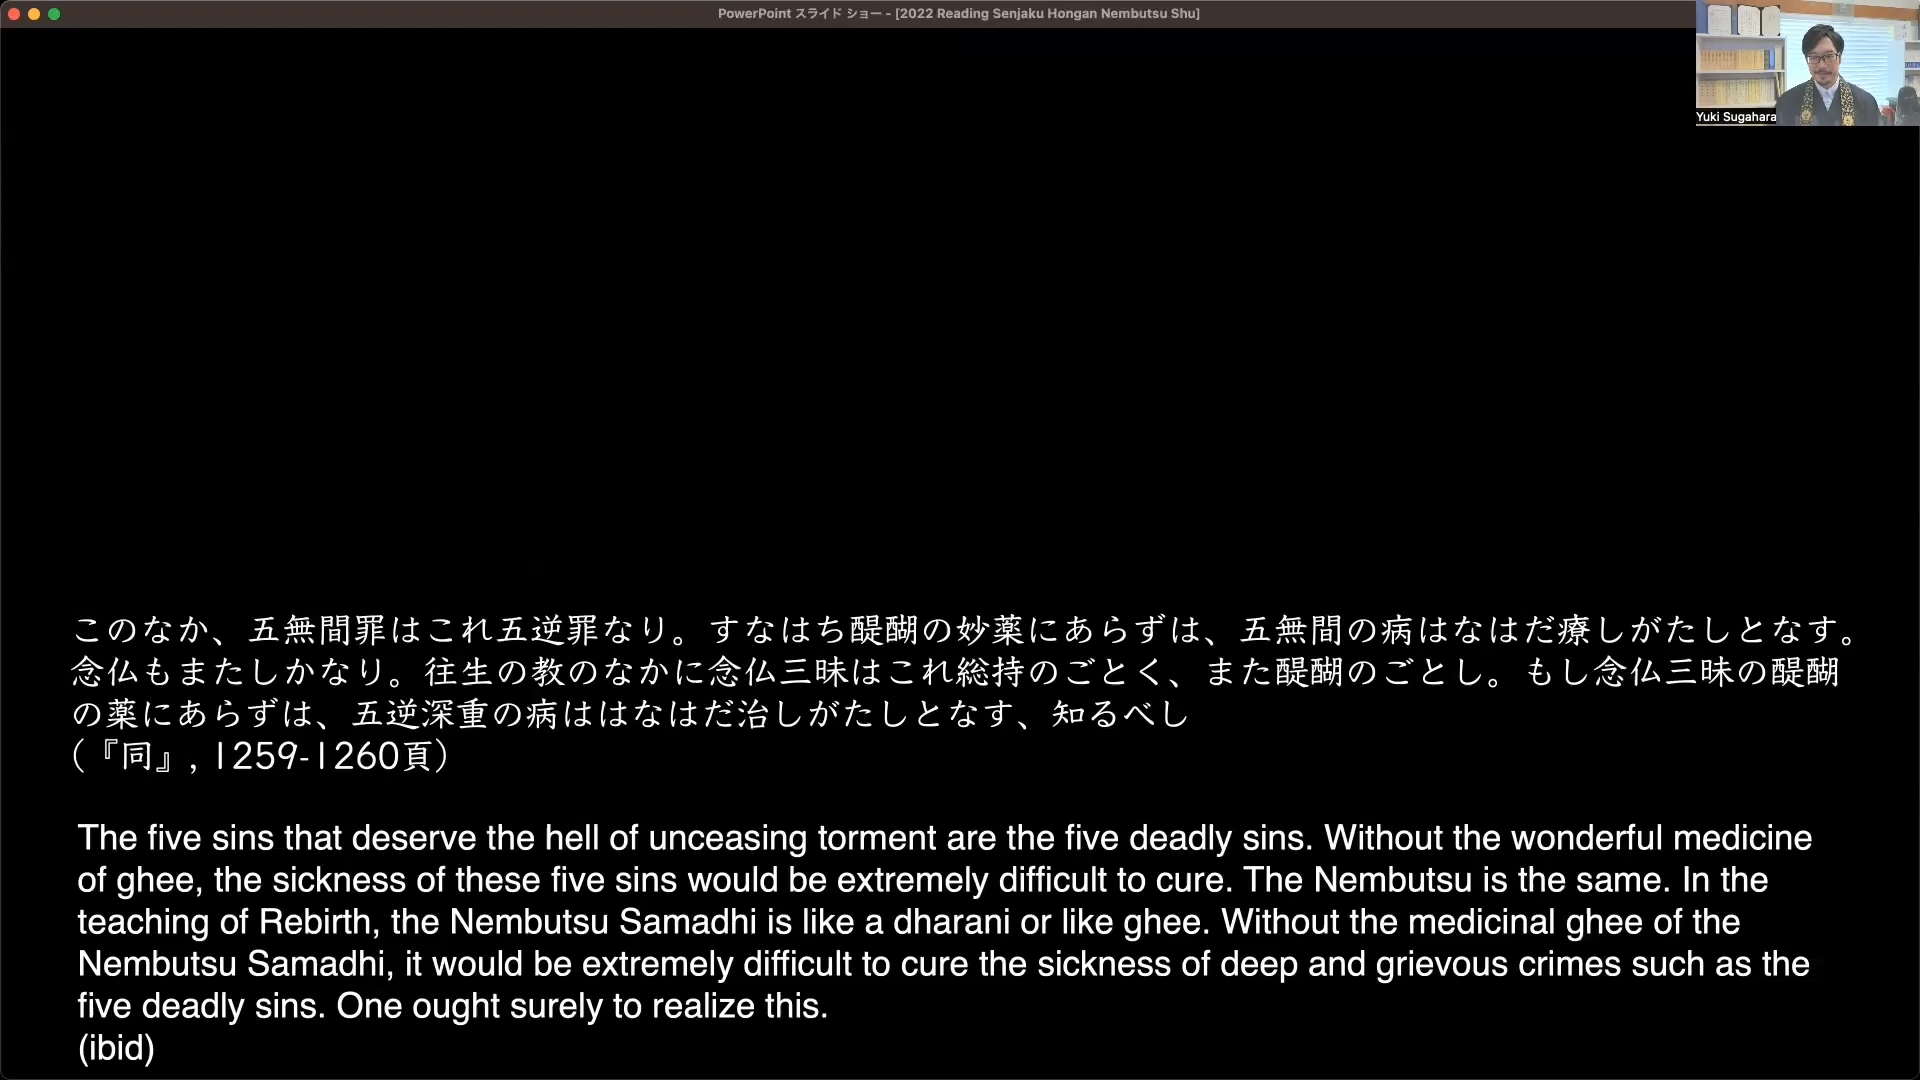 PowerPoint スライド ショー - [2022 Reading Senjaku Hongan Nembutsu Shu]
Yuki Sugahara
このなか、五無間罪はこれ五逆罪なり。すなはち醍醐の妙薬にあらずは、五無間の病はなはだ療しがたしとなす。
念仏もまたしかなり。往生の教のなかに念仏三昧はこれ総持のごとく、また醍醐のごとし。もし念仏三昧の醍醐
の薬にあらずは、五逆深重の病ははなはだ治しがたしとなす、知るべし
(『同』, 1259-1260頁)
The five sins that deserve the hell of unceasing torment are the five deadly sins. Without the wonderful medicine
of ghee, the sickness of these five sins would be extremely difficult to cure. The Nembutsu is the same. In the
teaching of Rebirth, the Nembutsu Samadhi is like a dharani or like ghee. Without the medicinal ghee of the
Nembutsu Samadhi, it would be extremely difficult to cure the sickness of deep and grievous crimes such as the
five deadly sins. One ought surely to realize this.
(ibid)